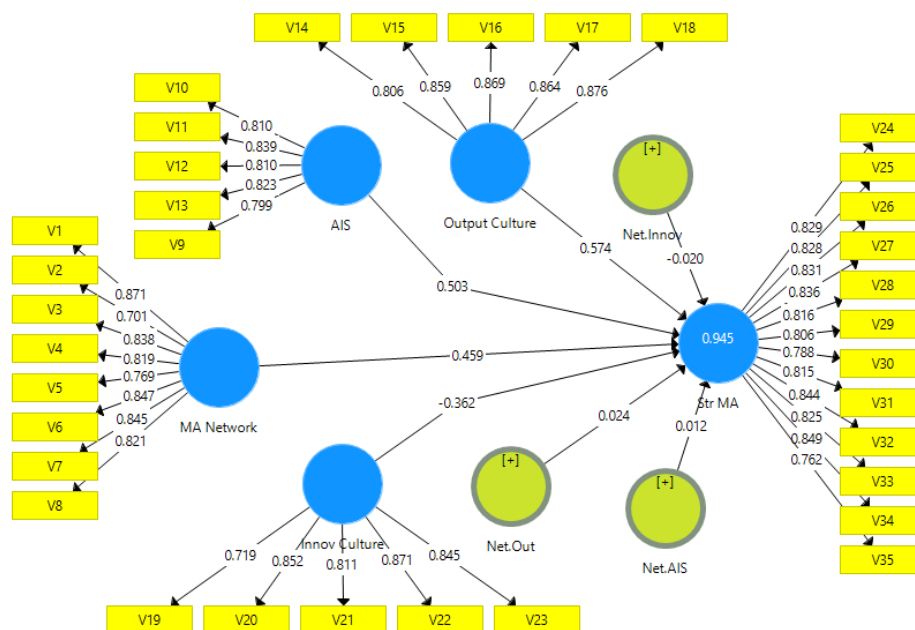 V14
V15
V16
V17
V18
0.806
0.859
0.869
0.864
0.876
Output Culture
V10
V11
V12
V13
V9
0.810
0.839
0.810
0.823
0.799
AIS
V1
V2
V3
V4
V5
V6
V7
V8
0.871
0.701
0.838
0.819
0.769
0.847
0.845
0.821
MA Network
[+]
Net.Innov
-0.020
0.574
0.503
0.459
-0.362
0.024
0.012
0.945
Str MA
[+]
Net.Out
[+]
Net.AIS
Innov Culture
0.719
0.852
0.811
0.871
0.845
V19
V20
V21
V22
V23
0.829
0.828
0.831
0.836
0.816
0.806
0.788
0.815
0.844
0.825
0.849
0.762
V24
V25
V26
V27
V28
V29
V30
V31
V32
V33
V34
V35